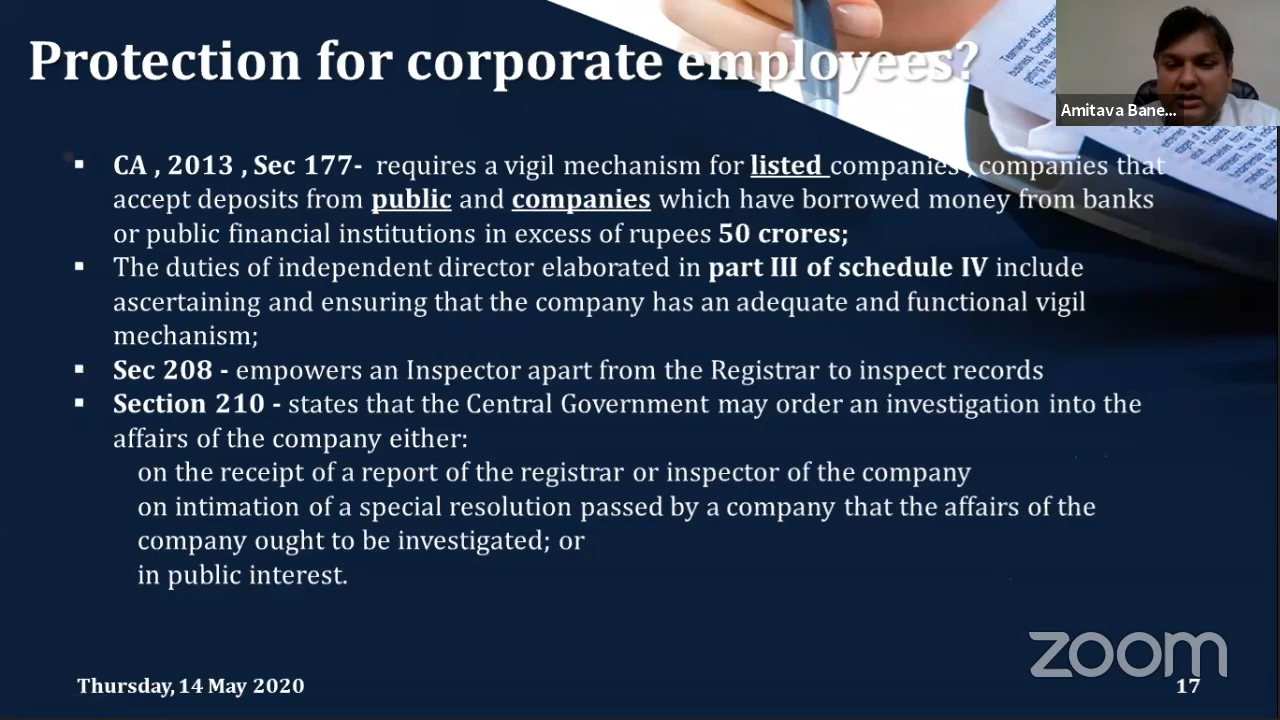 Protection for corporate employees?
Amitava Bane...
▪ CA , 2013 , Sec 177- requires a vigil mechanism for listed companies , companies that
accept deposits from public and companies which have borrowed money from banks
or public financial institutions in excess of rupees 50 crores;
▪ The duties of independent director elaborated in part III of schedule IV include
ascertaining and ensuring that the company has an adequate and functional vigil
mechanism;
▪ Sec 208 - empowers an Inspector apart from the Registrar to inspect records
▪ Section 210 - states that the Central Government may order an investigation into the
affairs of the company either:
on the receipt of a report of the registrar or inspector of the company
on intimation of a special resolution passed by a company that the affairs of the
company ought to be investigated; or
in public interest.
zoom
Thursday, 14 May 2020
17